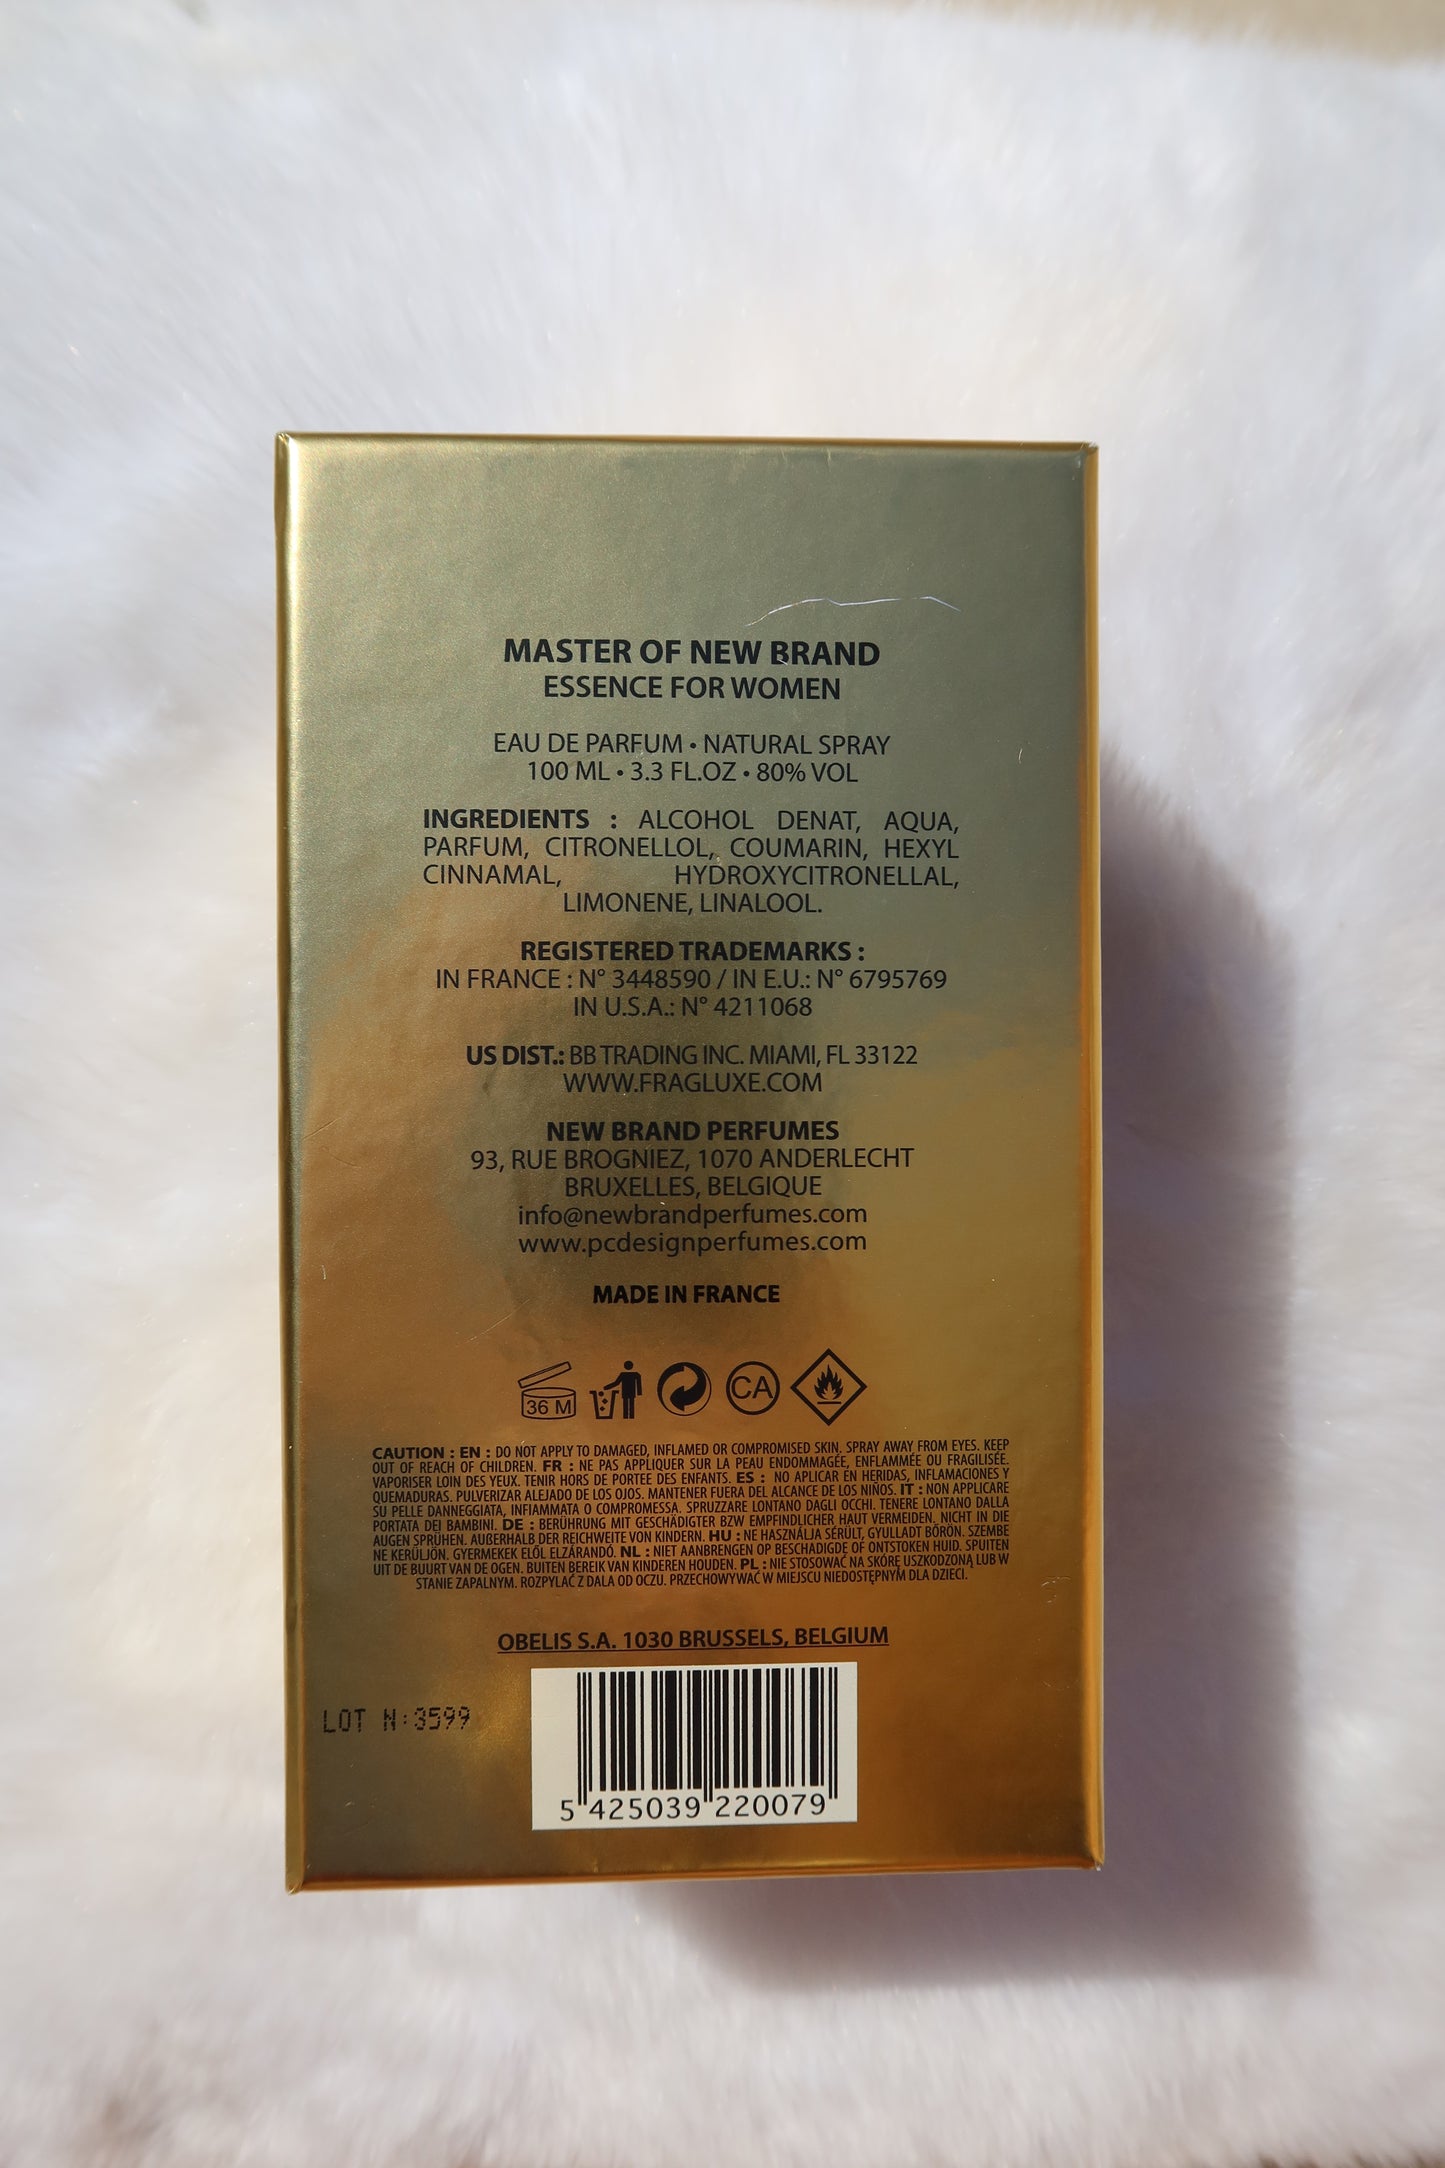 MASTER OF NEW BRAND
ESSENCE FOR WOMEN
EAU DE PARFUM • NATURAL SPRAY
100 ML • 3.3 FL.OZ • 80% VOL
INGREDIENTS : ALCOHOL DENAT, AQUA,
PARFUM, CITRONELLOL, COUMARIN, HEXYL
CINNAMAL, HYDROXYCITRONELLAL,
LIMONENE, LINALOOL.
REGISTERED TRADEMARKS :
IN FRANCE : N° 3448590 / IN E.U.: N° 6795769
IN U.S.A.: N° 4211068
US DIST.: BB TRADING INC. MIAMI, FL 33122
WWW.FRAGLUXE.COM
NEW BRAND PERFUMES
93, RUE BROGNIEZ, 1070 ANDERLECHT
BRUXELLES, BELGIQUE
info@newbrandperfumes.com
www.pcdesignperfumes.com
MADE IN FRANCE
36 M CA
CAUTION : EN : DO NOT APPLY TO DAMAGED, INFLAMED OR COMPROMISED SKIN. SPRAY AWAY FROM EYES. KEEP
OUT OF REACH OF CHILDREN. FR : NE PAS APPLIQUER SUR LA PEAU ENDOMMAGÉE, ENFLAMMÉE OU FRAGILISÉE.
VAPORISER LOIN DES YEUX. TENIR HORS DE PORTEE DES ENFANTS. ES : NO APLICAR EN HERIDAS, INFLAMACIONES Y
QUEMADURAS. PULVERIZAR ALEJADO DE LOS OJOS. MANTENER FUERA DEL ALCANCE DE LOS NIÑOS. IT : NON APPLICARE
SU PELLE DANNEGGIATA, INFIAMMATA O COMPROMESSA. SPRUZZARE LONTANO DAGLI OCCHI. TENERE LONTANO DALLA
PORTATA DEI BAMBINI. DE : BERÜHRUNG MIT GESCHÄDIGTER BZW EMPFINDLICHER HAUT VERMEIDEN. NICHT IN DIE
AUGEN SPRÜHEN. AUßERHALB DER REICHWEITE VON KINDERN. HU : NE HASZNÁLJA SÉRÜLT, GYULLADT BŐRÖN. SZEMBE
NE KERÜLJÖN. GYERMEKEK ELŐL ELZÁRANDÓ. NL : NIET AANBRENGEN OP BESCHADIGDE OF ONTSTOKEN HUID. SPUITEN
UIT DE BUURT VAN DE OGEN. BUITEN BEREIK VAN KINDEREN HOUDEN. PL : NIE STOSOWAĆ NA SKÓRĘ USZKODZONĄ LUB W
STANIE ZAPALNYM. ROZPYLAĆ Z DALA OD OCZU. PRZECHOWYWAĆ W MIEJSCU NIEDOSTĘPNYM DLA DZIECI.
OBELIS S.A. 1030 BRUSSELS, BELGIUM
LOT N:3599
5 425039 220079